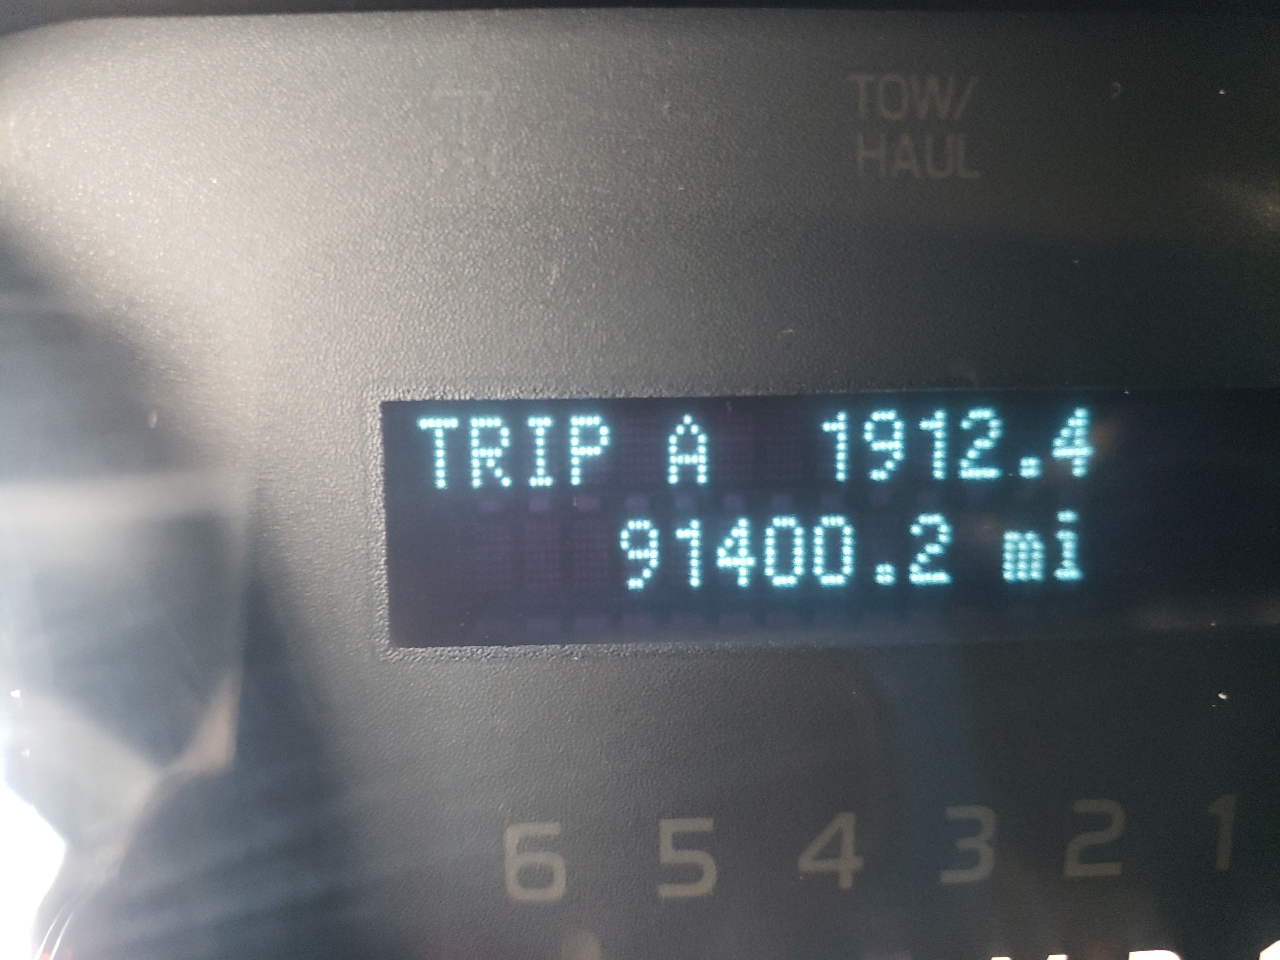 TOW/
HAUL
TRIP A 1912.4
91400.2 mi
6 5 4 3 2 1